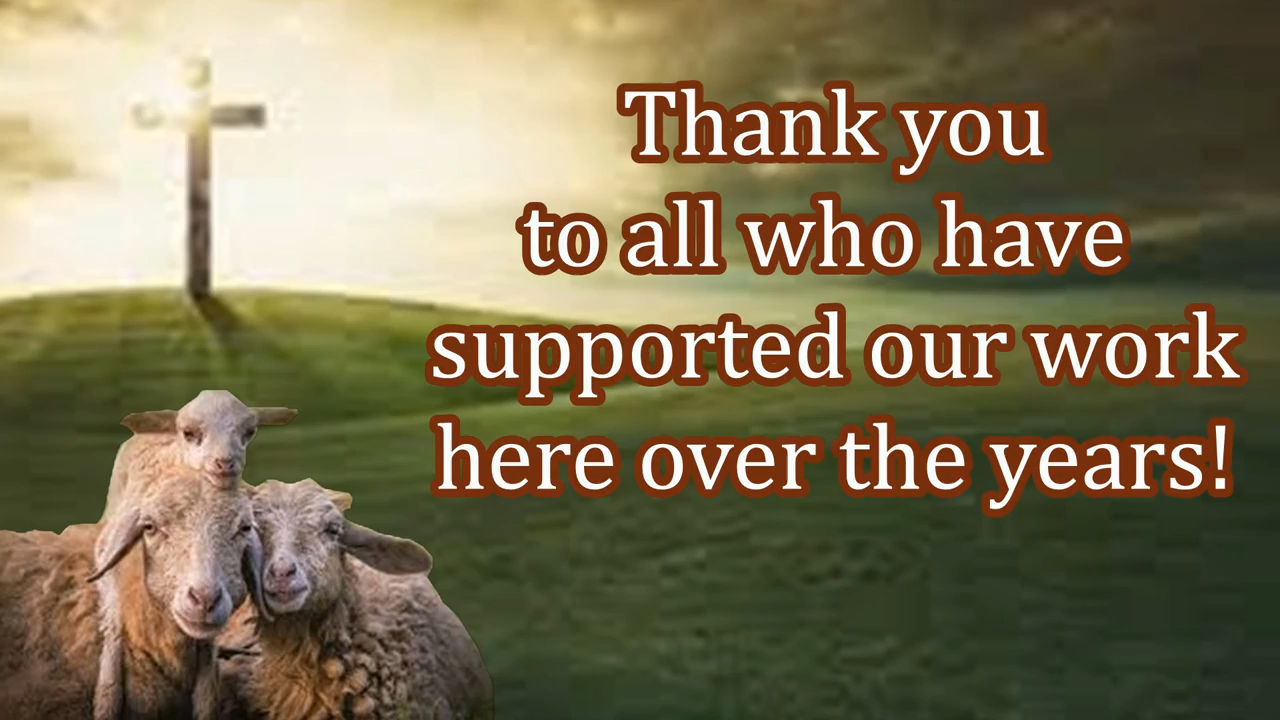 Thank you
to all who have
supported our work
here over the years!